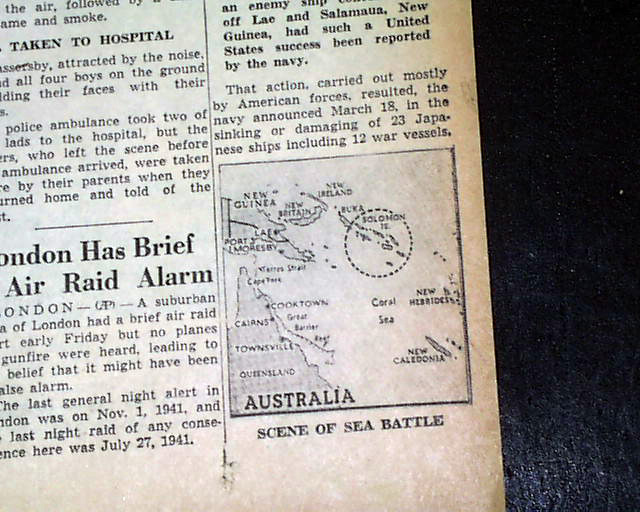 the air, followed by a
ame and smoke.
TAKEN TO HOSPITAL
assersby, attracted by the noise,
d all four boys on the ground
lding their faces with their
s.
police ambulance took two of
lads to the hospital, but the
ers, who left the scene before
ambulance arrived, were taken
re by their parents when they
urned home and told of the
st.
ondon Has Brief
Air Raid Alarm
LONDON—(AP)—A suburban
a of London had a brief air raid
rt early Friday but no planes
gunfire were heard, leading to
belief that it might have been
alse alarm.
The last general night alert in
ndon was on Nov. 1, 1941, and
last night raid of any conse-
ence here was July 27, 1941.
an enemy ship
off Lae and Salamaua, New
Guinea, had such a United
States success been reported
by the navy.
That action, carried out mostly
by American forces, resulted, the
navy announced March 18, in the
sinking or damaging of 23 Japa-
nese ships including 12 war vessels.
NEW
GUINEA
NEW
IRELAND
NEW
BRITAIN
BUKA
SOLOMON
IS.
LAE
PORT
MORESBY
Torres Strait
Cape York
COOKTOWN
CAIRNS
Great
Barrier
Reef
TOWNSVILLE
QUEENSLAND
Coral
Sea
NEW
HEBRIDES
NEW
CALEDONIA
AUSTRALIA
SCENE OF SEA BATTLE